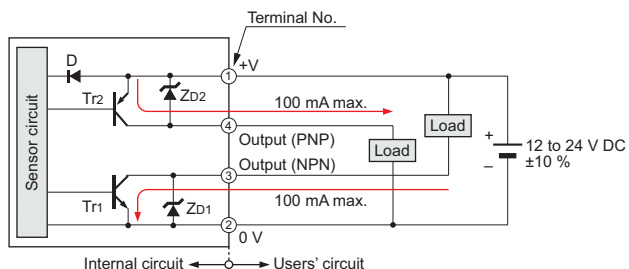 Terminal No.
D
1
+V
Tr2
ZD2
100 mA max.
Sensor circuit
4
Output (PNP)
Load
Load
+
–
12 to 24 V DC
±10 %
Output (NPN)
3
100 mA max.
Tr1
ZD1
2
0 V
Internal circuit
Users' circuit